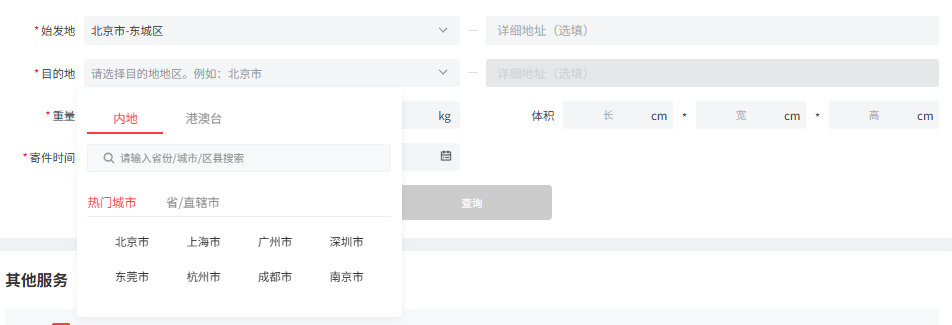 * 始发地 北京市-东城区 — 详细地址（选填）
* 目的地 请选择目的地地区。例如：北京市 — 详细地址（选填）
内地 港澳台
* 重量 kg 体积 长 cm * 宽 cm * 高 cm
* 寄件时间 请输入省份/城市/区县搜索
热门城市 省/直辖市 查询
北京市 上海市 广州市 深圳市
东莞市 杭州市 成都市 南京市
其他服务